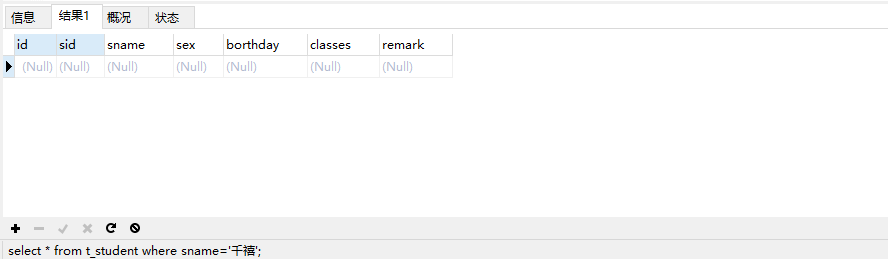 信息 结果1 概况 状态
id sid sname sex borthday classes remark
(Null) (Null) (Null) (Null) (Null) (Null) (Null)
select * from t_student where sname='千禧';